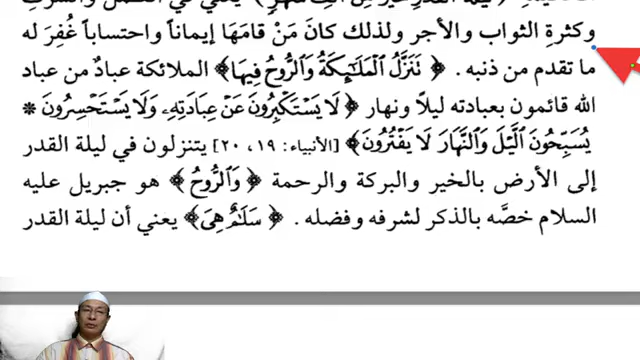 وكثرةِ الثواب والأجر ولذلك كانَ مَنْ قامَهَا إيماناً واحتساباً غُفِرَ له
ما تقدم من ذنبه . ﴿ تَنَزَّلُ ٱلْمَلَـٰٓئِكَةُ وَٱلرُّوحُ فِيهَا ﴾ الملائكة عبادٌ من عباد
الله قائمون بعبادته ليلاً ونهار ﴿ لَا يَسْتَكْبِرُونَ عَنْ عِبَادَتِهِۦ وَلَا يَسْتَحْسِرُونَ *
يُسَبِّحُونَ ٱلَّيْلَ وَٱلنَّهَارَ لَا يَفْتُرُونَ ﴾ [الأنبياء: ١٩، ٢٠] يتنزلون في ليلة القدر
إلى الأرض بالخير والبركة والرحمة ﴿ وَٱلرُّوحُ ﴾ هو جبريل عليه
السلام خصَّه بالذكر لشرفه وفضله . ﴿ سَلَـٰمٌ هِىَ ﴾ يعني أن ليلة القدر